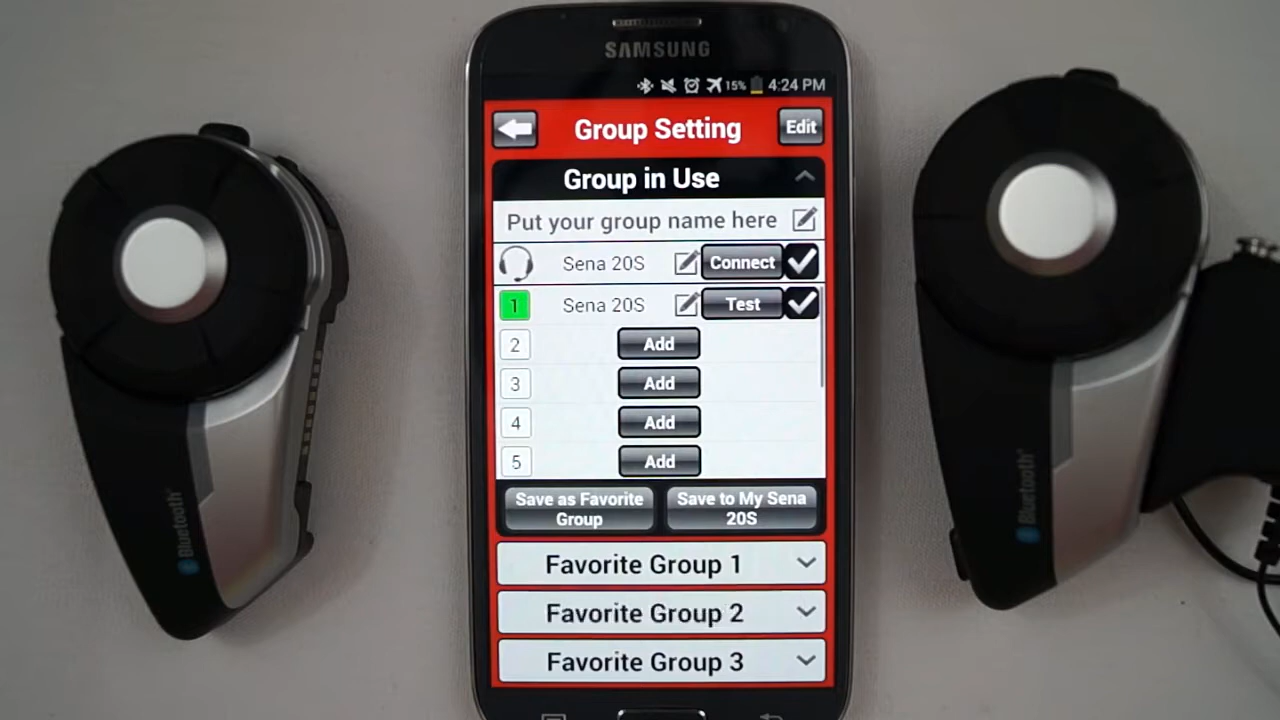 SAMSUNG
15% 4:24 PM
Group Setting
Edit
Group in Use
Put your group name here
Sena 20S
Connect
1
Sena 20S
Test
2
Add
3
Add
4
Add
5
Add
Save as Favorite
Group
Save to My Sena
20S
Favorite Group 1
Favorite Group 2
Favorite Group 3
Bluetooth
Bluetooth